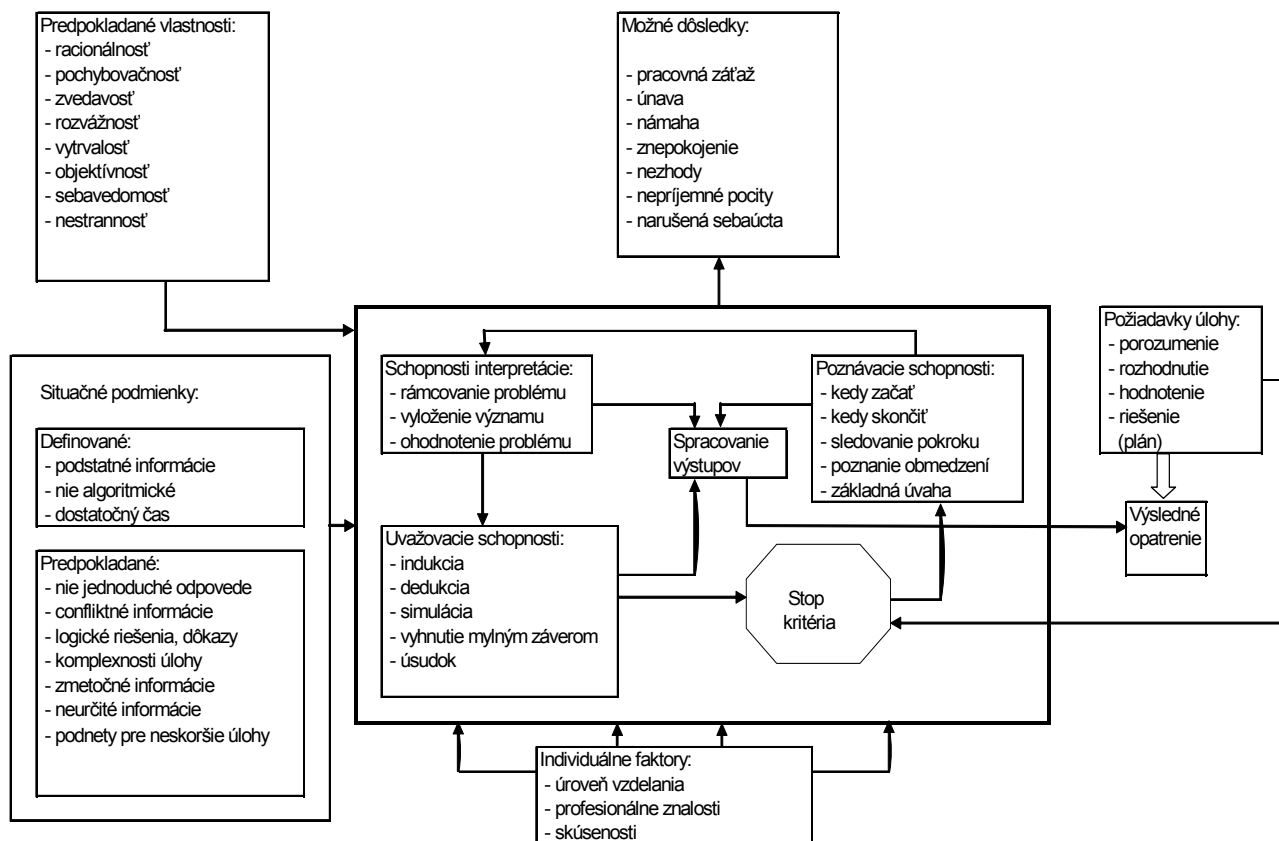 Predpokladané vlastnosti:
- racionálnosť
- pochybovačnosť
- zvedavosť
- rozvážnosť
- vytrvalosť
- objektívnosť
- sebavedomosť
- nestrannosť
Možné dôsledky:
- pracovná záťaž
- únava
- námaha
- znepokojenie
- nezhody
- nepríjemné pocity
- narušená sebaúcta
Situačné podmienky:
Definované:
- podstatné informácie
- nie algoritmické
- dostatočný čas
Predpokladané:
- nie jednoduché odpovede
- confliktné informácie
- logické riešenia, dôkazy
- komplexnosti úlohy
- zmetočné informácie
- neurčité informácie
- podnety pre neskoršie úlohy
Schopnosti interpretácie:
- rámcovanie problému
- vyloženie významu
- ohodnotenie problému
Spracovanie
výstupov
Poznávacie schopnosti:
- kedy začať
- kedy skončiť
- sledovanie pokroku
- poznanie obmedzení
- základná úvaha
Uvažovacie schopnosti:
- indukcia
- dedukcia
- simulácia
- vyhnutie mylným záverom
- úsudok
Stop
kritéria
Požiadavky úlohy:
- porozumenie
- rozhodnutie
- hodnotenie
- riešenie
(plán)
Výsledné
opatrenie
Individuálne faktory:
- úroveň vzdelania
- profesionálne znalosti
- skúsenosti